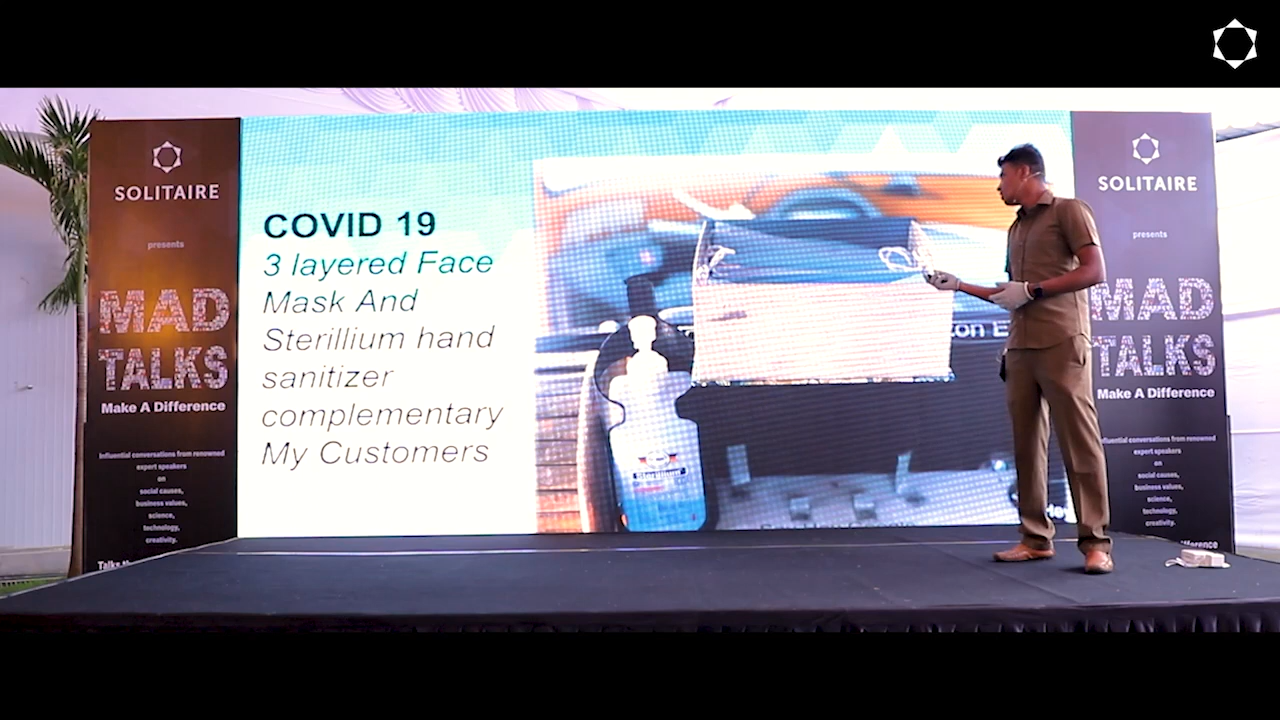 SOLITAIRE
presents
MAD
TALKS
Make A Difference
Influential conversations from renowned
expert speakers
on
social causes,
business values,
science,
technology,
creativity.
Talks
COVID 19
3 layered Face
Mask And
Sterillium hand
sanitizer
complementary
My Customers
Sterillium
SOLITAIRE
presents
MAD
TALKS
Make A Difference
Influential conversations from renowned
expert speakers
on
social causes,
business values,
science,
technology,
creativity.